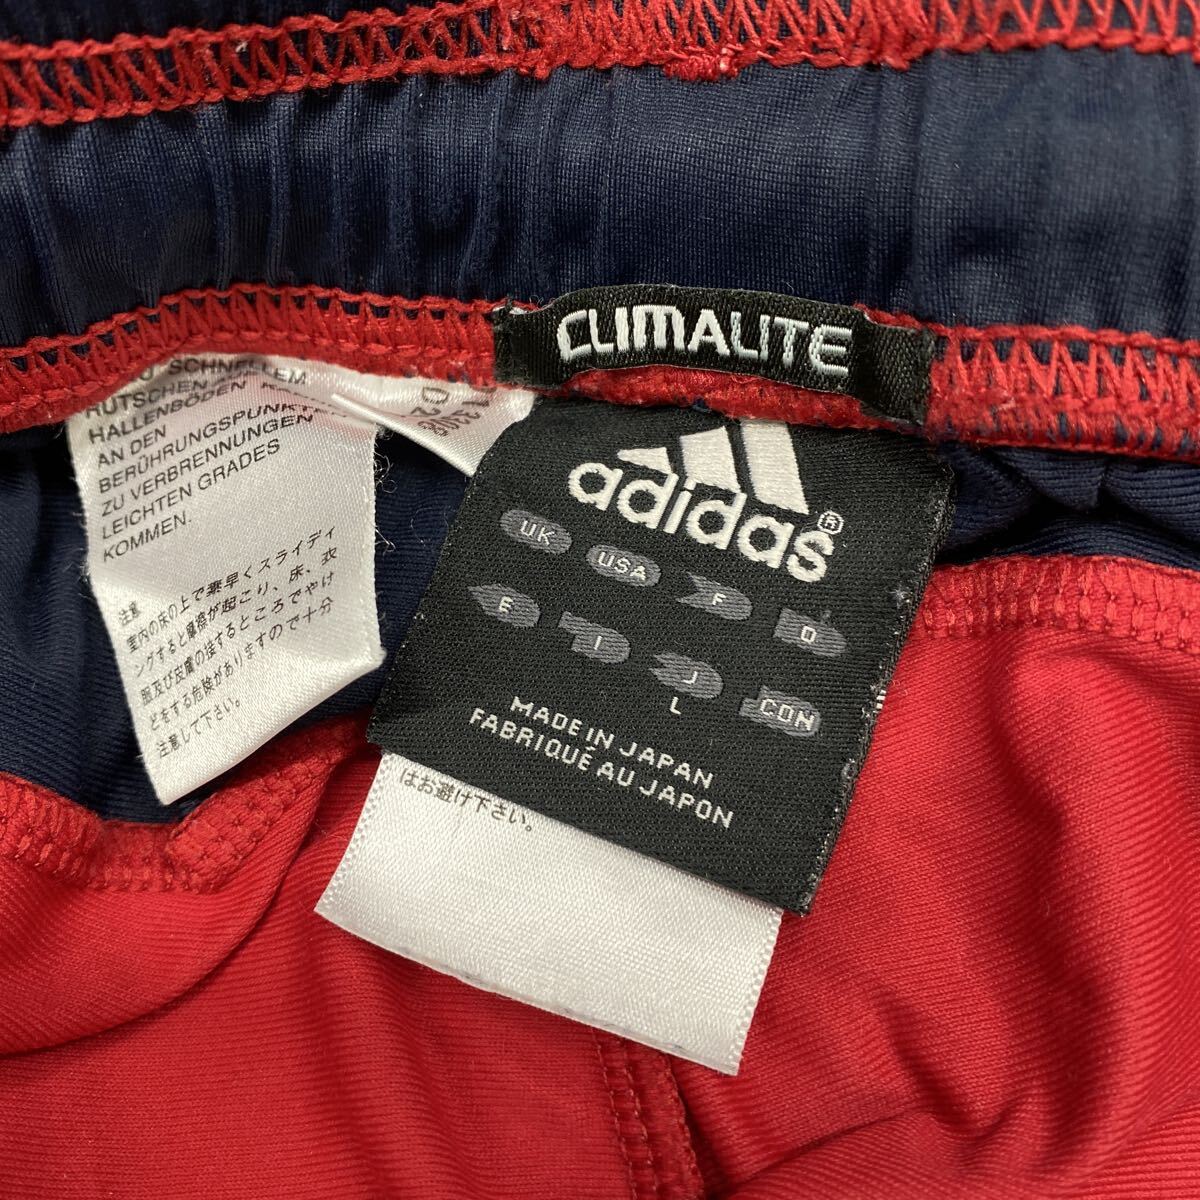 CLIMALITE
SCHNELLEM
RUTSCHEN
HALLENBÖDEN
AN DEN
BERÜHRUNGSPUNKT
ZU VERBRENNUNGEN
LEICHTEN GRADES
KOMMEN.
注意
室内の床の上で素早くスライディ
ングすると摩擦が起こり、床、衣
服及び皮膚の接するところでやけ
どをする危険がありますので十分
注意して下さい。
adidas®
UK USA F D
E I J CDN
L
MADE IN JAPAN
FABRIQUÉ AU JAPON
はお避け下さい。